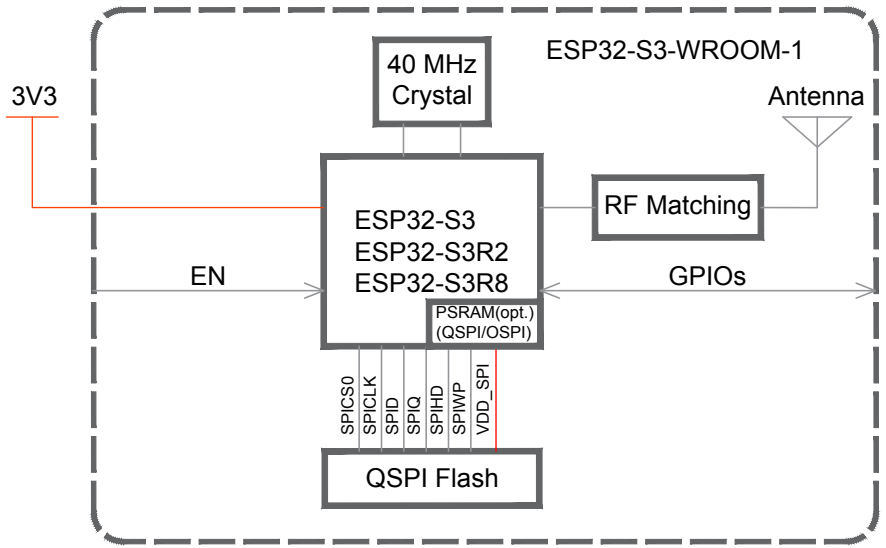 ESP32-S3-WROOM-1
40 MHz
Crystal
3V3
Antenna
RF Matching
ESP32-S3
ESP32-S3R2
ESP32-S3R8
EN
GPIOs
PSRAM(opt.)
(QSPI/OSPI)
SPICS0
SPICLK
SPID
SPIQ
SPIHD
SPIWP
VDD_SPI
QSPI Flash